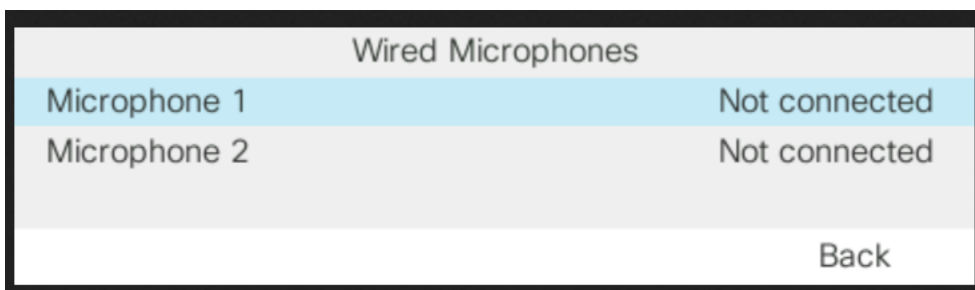 Wired Microphones
Microphone 1 Not connected
Microphone 2 Not connected
Back